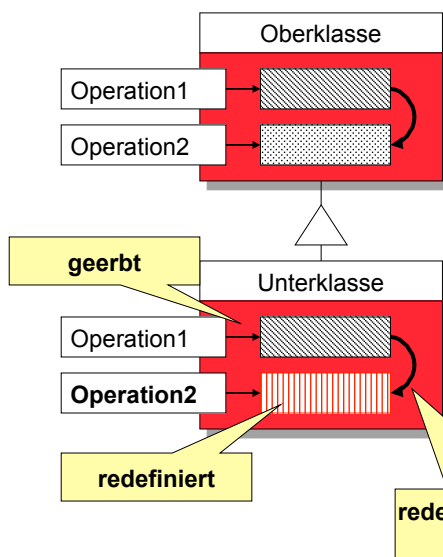 Oberklasse
Operation1
Operation2
geerbt
Unterklasse
Operation1
Operation2
redefiniert